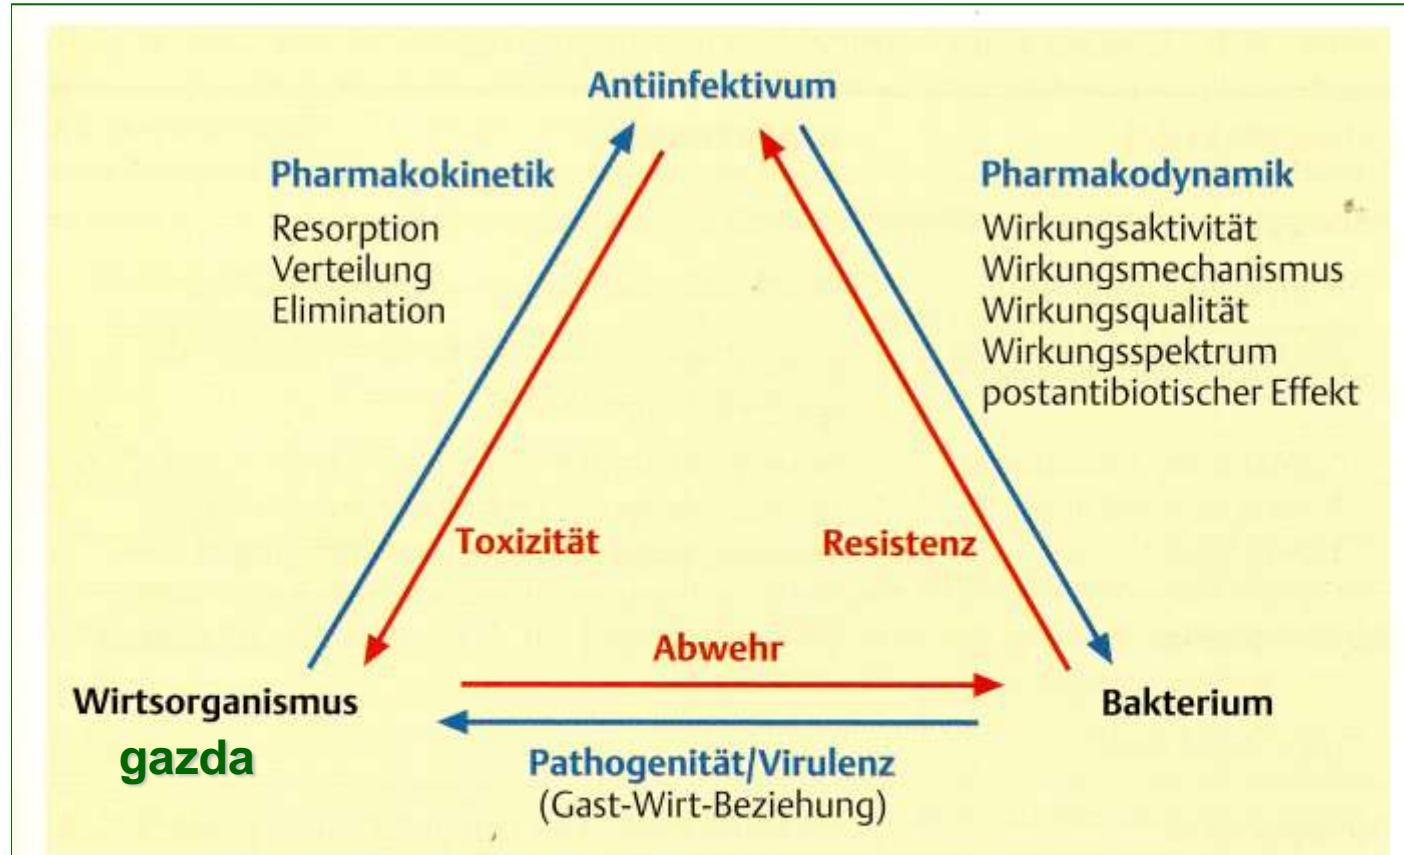 Antiinfektivum
Pharmakokinetik
Resorption
Verteilung
Elimination
Pharmakodynamik
Wirkungsaktivität
Wirkungsmechanismus
Wirkungsqualität
Wirkungsspektrum
postantibiotischer Effekt
Toxizität
Resistenz
Abwehr
Wirtsorganismus
gazda
Bakterium
Pathogenität/Virulenz
(Gast-Wirt-Beziehung)